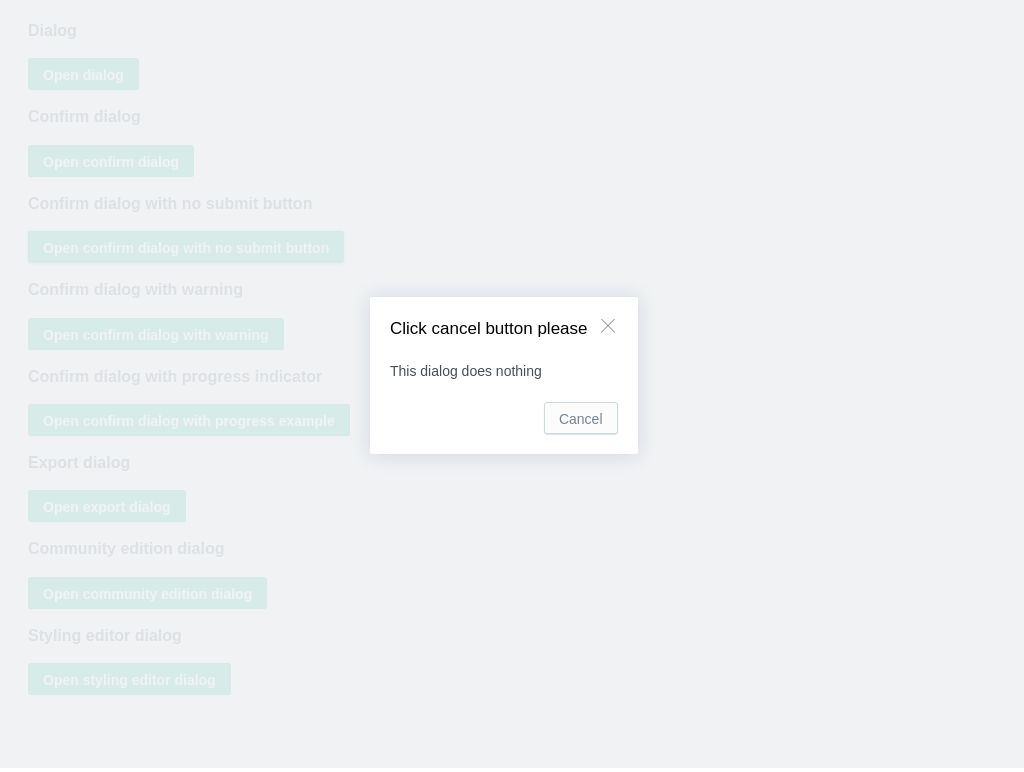 Dialog
Open dialog
Confirm dialog
Open confirm dialog
Confirm dialog with no submit button
Open confirm dialog with no submit button
Confirm dialog with warning
Open confirm dialog with warning
Confirm dialog with progress indicator
Open confirm dialog with progress example
Export dialog
Open export dialog
Community edition dialog
Open community edition dialog
Styling editor dialog
Open styling editor dialog
Click cancel button please
This dialog does nothing
Cancel